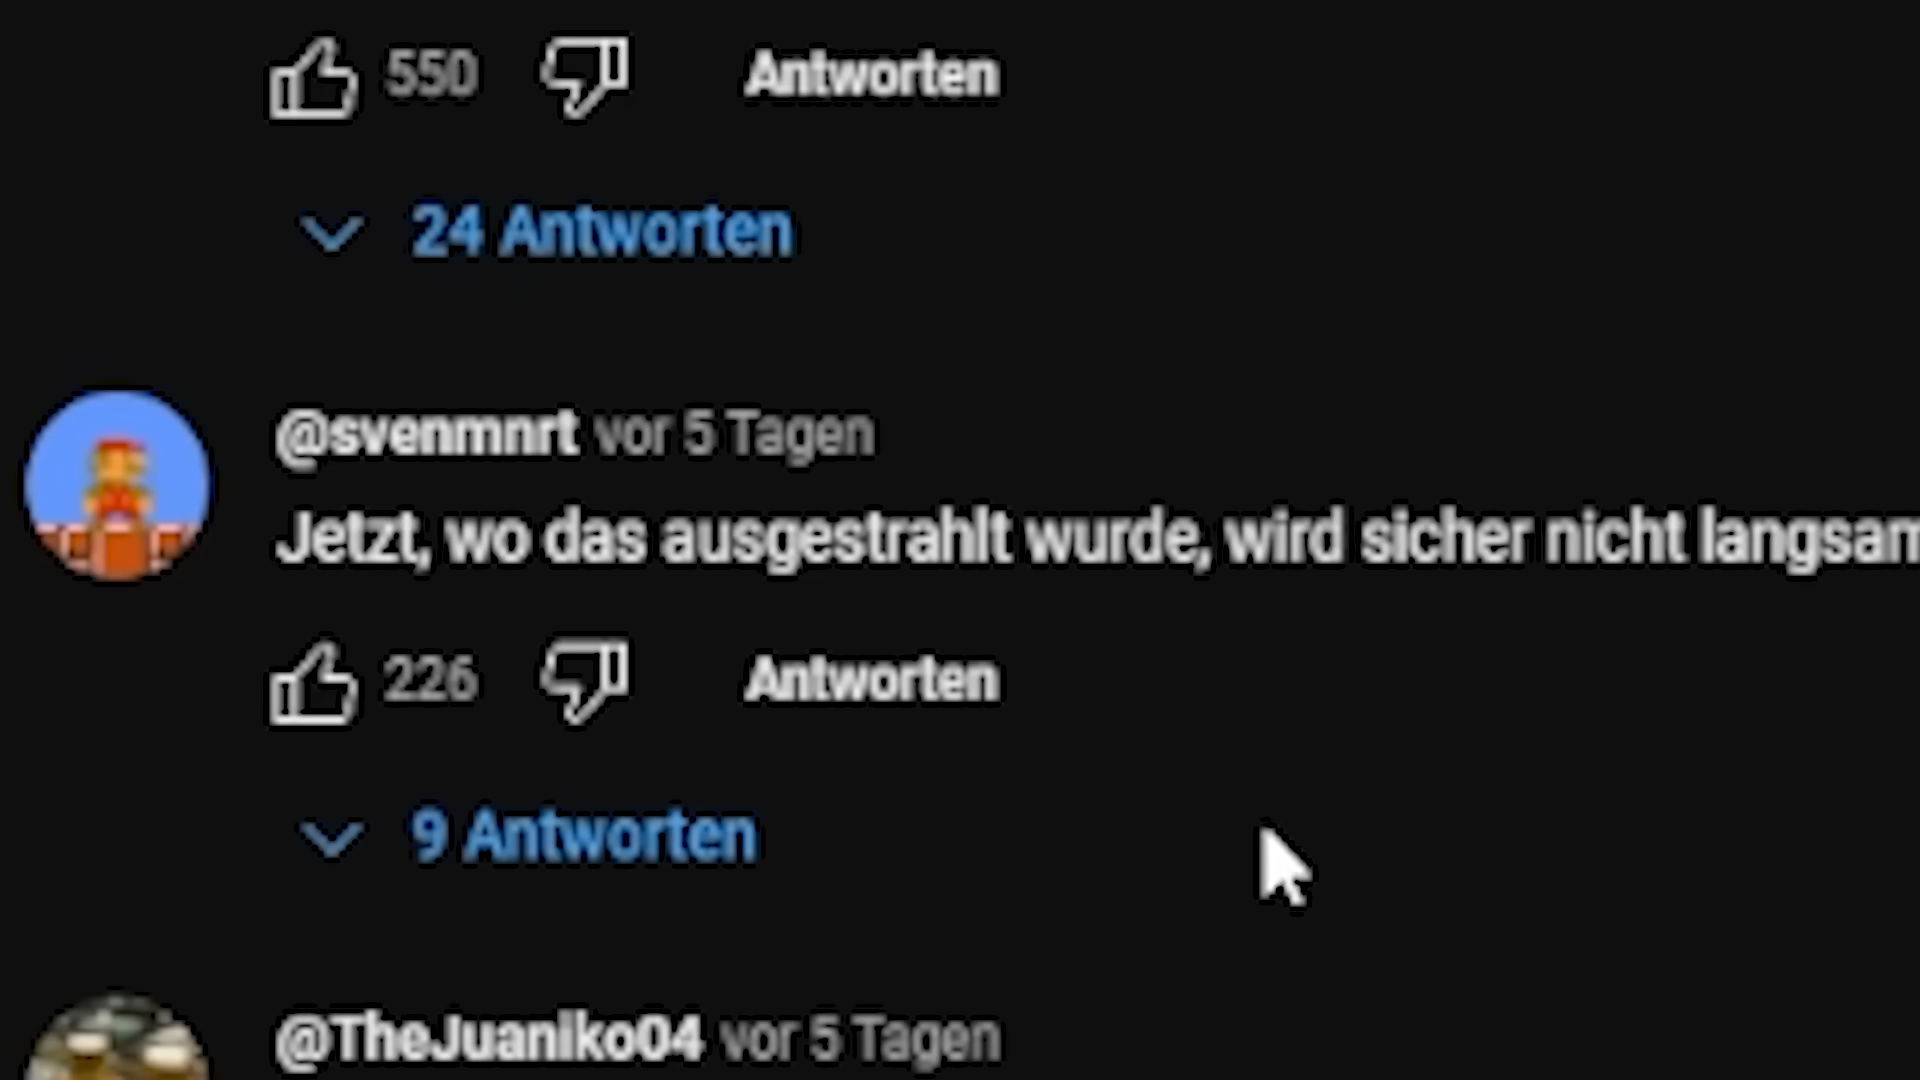 550 Antworten
24 Antworten
@svenmnrt vor 5 Tagen
Jetzt, wo das ausgestrahlt wurde, wird sicher nicht langsam
226 Antworten
9 Antworten
@TheJuaniko04 vor 5 Tagen